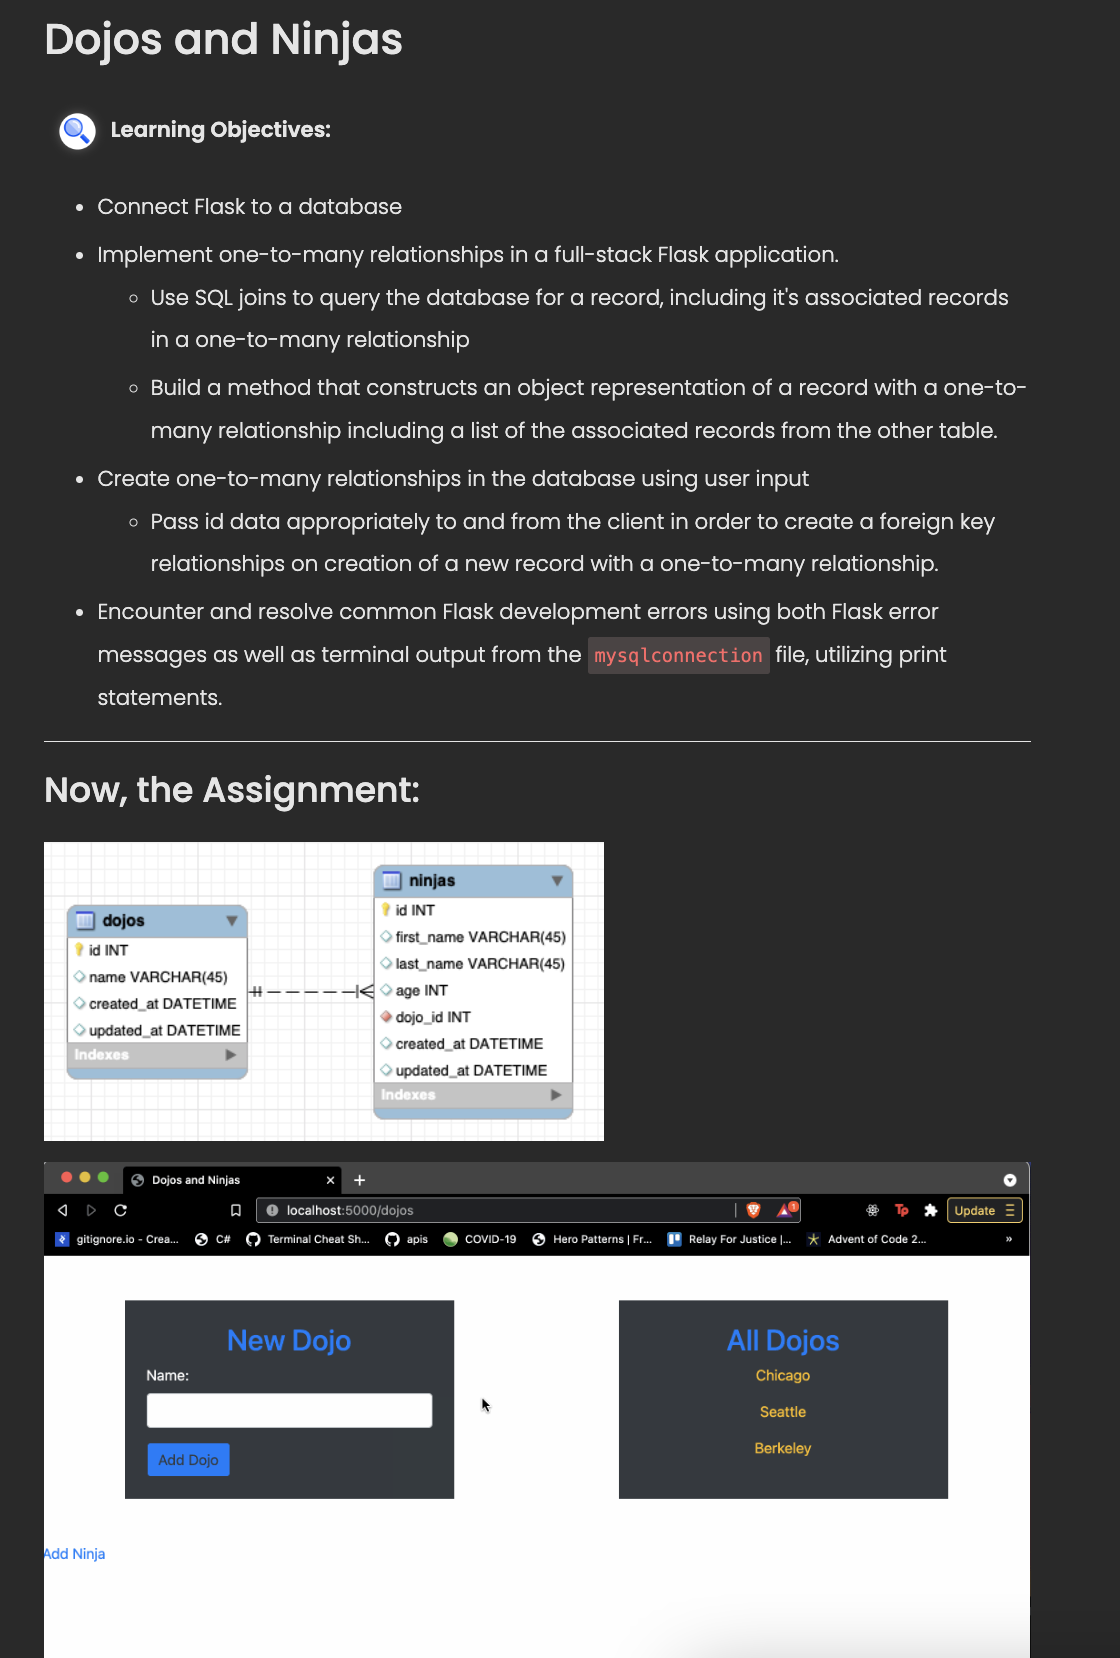 Dojos and Ninjas
Learning Objectives:
Connect Flask to a database
Implement one-to-many relationships in a full-stack Flask application.
Use SQL joins to query the database for a record, including it's associated records
in a one-to-many relationship
Build a method that constructs an object representation of a record with a one-to-
many relationship including a list of the associated records from the other table.
Create one-to-many relationships in the database using user input
Pass id data appropriately to and from the client in order to create a foreign key
relationships on creation of a new record with a one-to-many relationship.
Encounter and resolve common Flask development errors using both Flask error
messages as well as terminal output from the mysqlconnection file, utilizing print
statements.
Now, the Assignment:
dojos
id INT
name VARCHAR(45)
created_at DATETIME
updated_at DATETIME
Indexes
ninjas
id INT
first_name VARCHAR(45)
last_name VARCHAR(45)
age INT
dojo_id INT
created_at DATETIME
updated_at DATETIME
Indexes
Dojos and Ninjas
localhost:5000/dojos
1
Tp
Update
gitignore.io - Crea... C# Terminal Cheat Sh... apis COVID-19 Hero Patterns | Fr... Relay For Justice |... Advent of Code 2... »
New Dojo
Name:
Add Dojo
All Dojos
Chicago
Seattle
Berkeley
Add Ninja